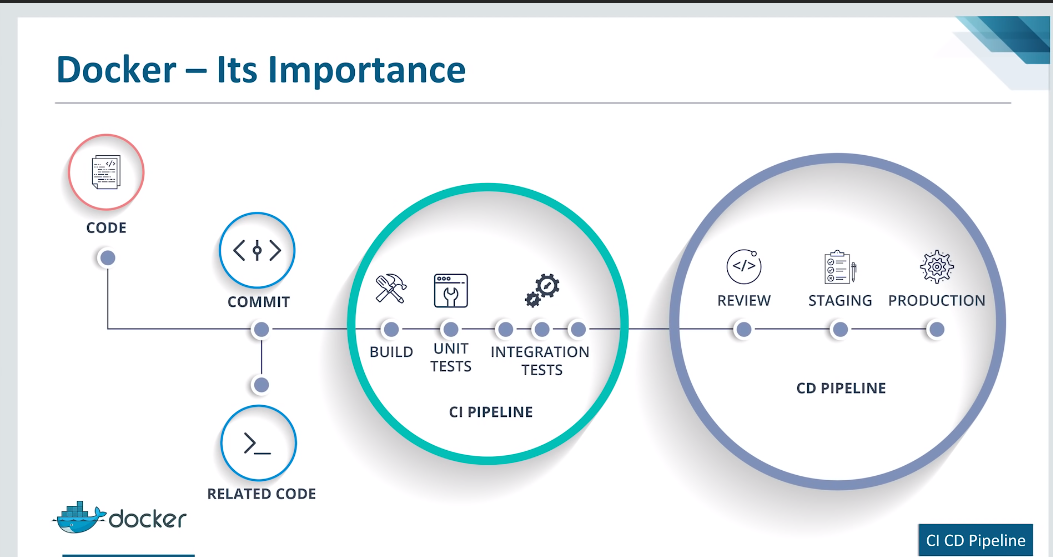 Docker – Its Importance
CODE
COMMIT
RELATED CODE
BUILD
UNIT
TESTS
INTEGRATION
TESTS
CI PIPELINE
REVIEW
STAGING
PRODUCTION
CD PIPELINE
docker
CI CD Pipeline